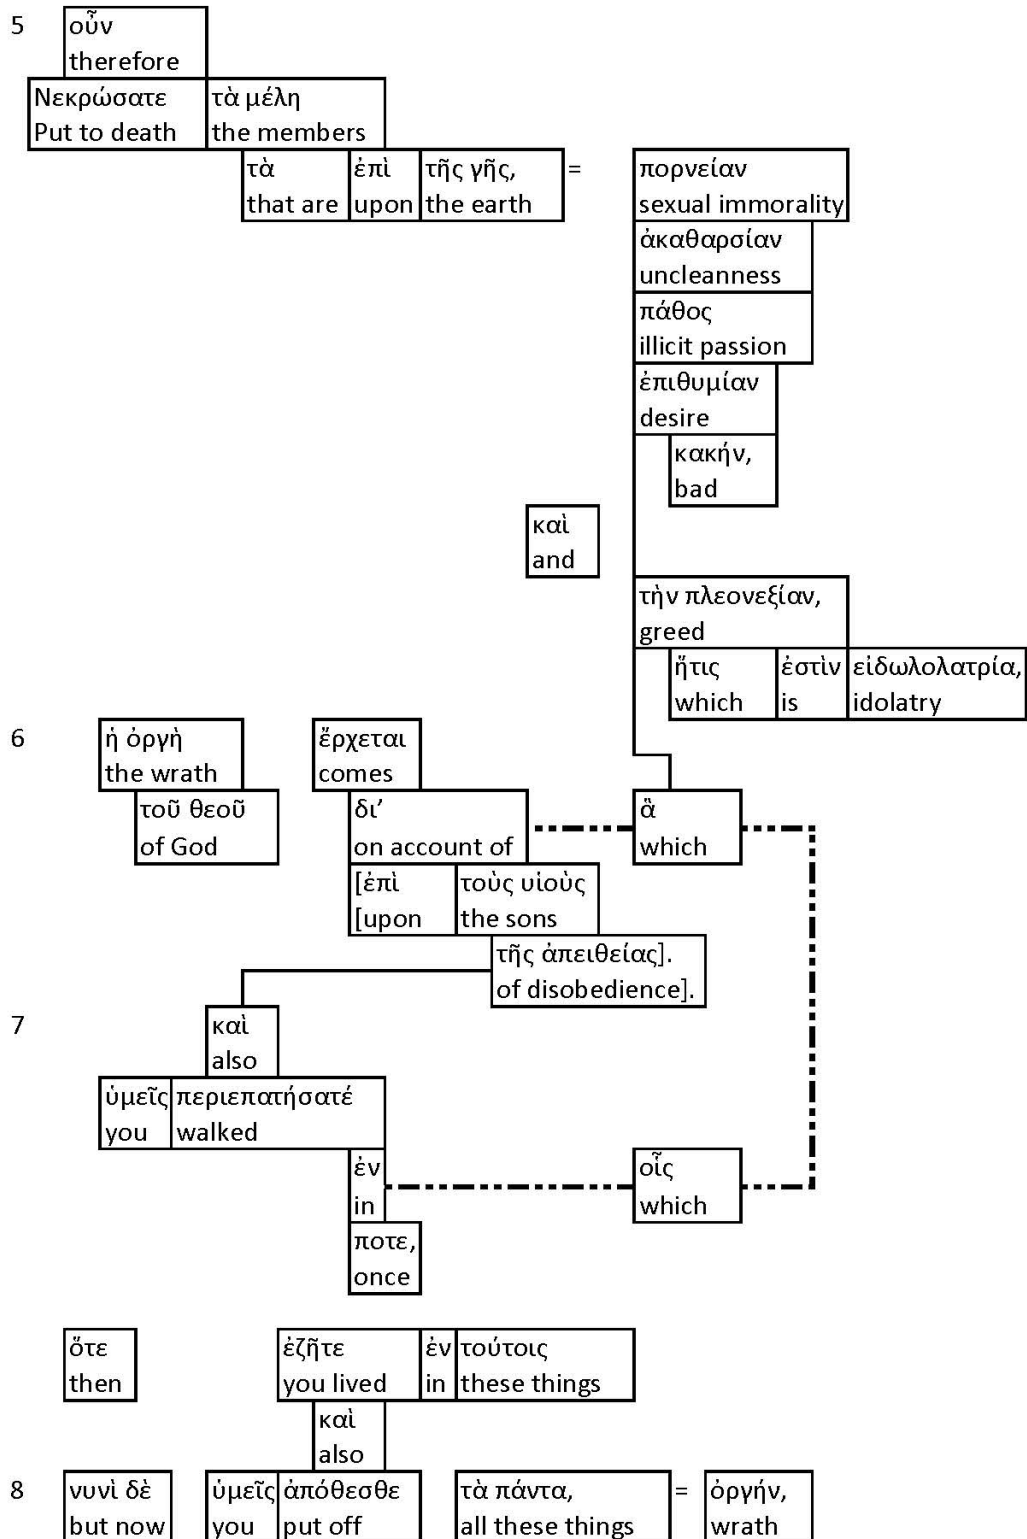 5 οὖν
therefore
Νεκρώσατε τὰ μέλη
Put to death the members
τὰ ἐπὶ τῆς γῆς, = πορνείαν
that are upon the earth sexual immorality
ἀκαθαρσίαν
uncleanness
πάθος
illicit passion
ἐπιθυμίαν
desire
κακήν,
bad
καὶ
and
τὴν πλεονεξίαν,
greed
ἥτις ἐστὶν εἰδωλολατρία,
which is idolatry
6 ἡ ὀργὴ ἔρχεται
the wrath comes
τοῦ θεοῦ δι’ ἃ
of God on account of which
[ἐπὶ τοὺς υἱοὺς
[upon the sons
τῆς ἀπειθείας].
of disobedience].
7 καὶ
also
ὑμεῖς περιεπατήσατέ
you walked
ἐν οἷς
in which
ποτε,
once
ὅτε ἐζῆτε ἐν τούτοις
then you lived in these things
καὶ
also
8 νυνὶ δὲ ὑμεῖς ἀπόθεσθε τὰ πάντα, = ὀργήν,
but now you put off all these things wrath